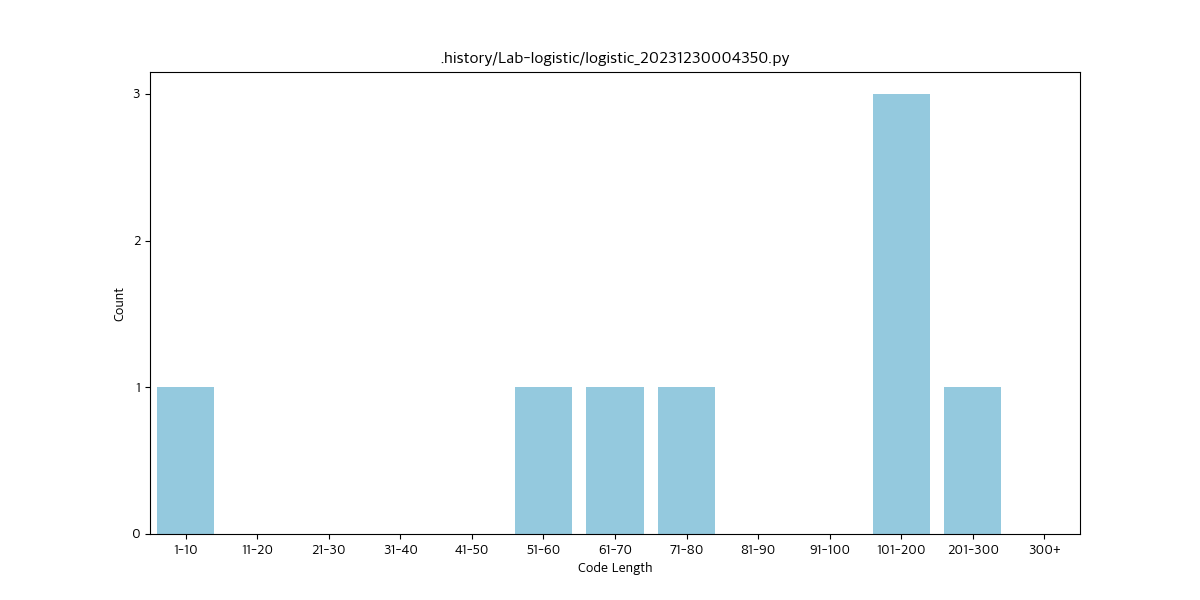 .history/Lab-logistic/logistic_20231230004350.py
3
2
1
0
Count
1-10 11-20 21-30 31-40 41-50 51-60 61-70 71-80 81-90 91-100 101-200 201-300 300+
Code Length